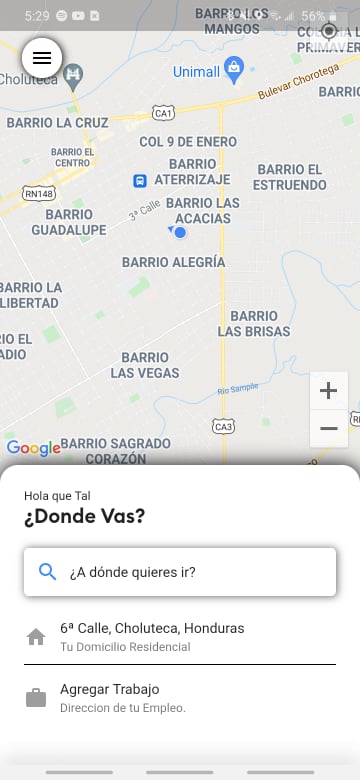 5:29
56%
BARRIO LOS
MANGOS
COL
PRIMAVER
Unimall
Choluteca
Bulevar Chorotega
BARRIO
CA1
BARRIO LA CRUZ
COL 9 DE ENERO
BARRIO EL
CENTRO
BARRIO
ATERRIZAJE
BARRIO EL
ESTRUENDO
RN148
3ª Calle
BARRIO LAS
ACACIAS
BARRIO
GUADALUPE
BARRIO ALEGRÍA
BARRIO LA
LIBERTAD
BARRIO
LAS BRISAS
RIO EL
ADIO
BARRIO
LAS VEGAS
+
Rio Sampile
−
CA3
Google
BARRIO SAGRADO
CORAZÓN
Hola que Tal
¿Donde Vas?
¿A dónde quieres ir?
6ª Calle, Choluteca, Honduras
Tu Domicilio Residencial
Agregar Trabajo
Direccion de tu Empleo.